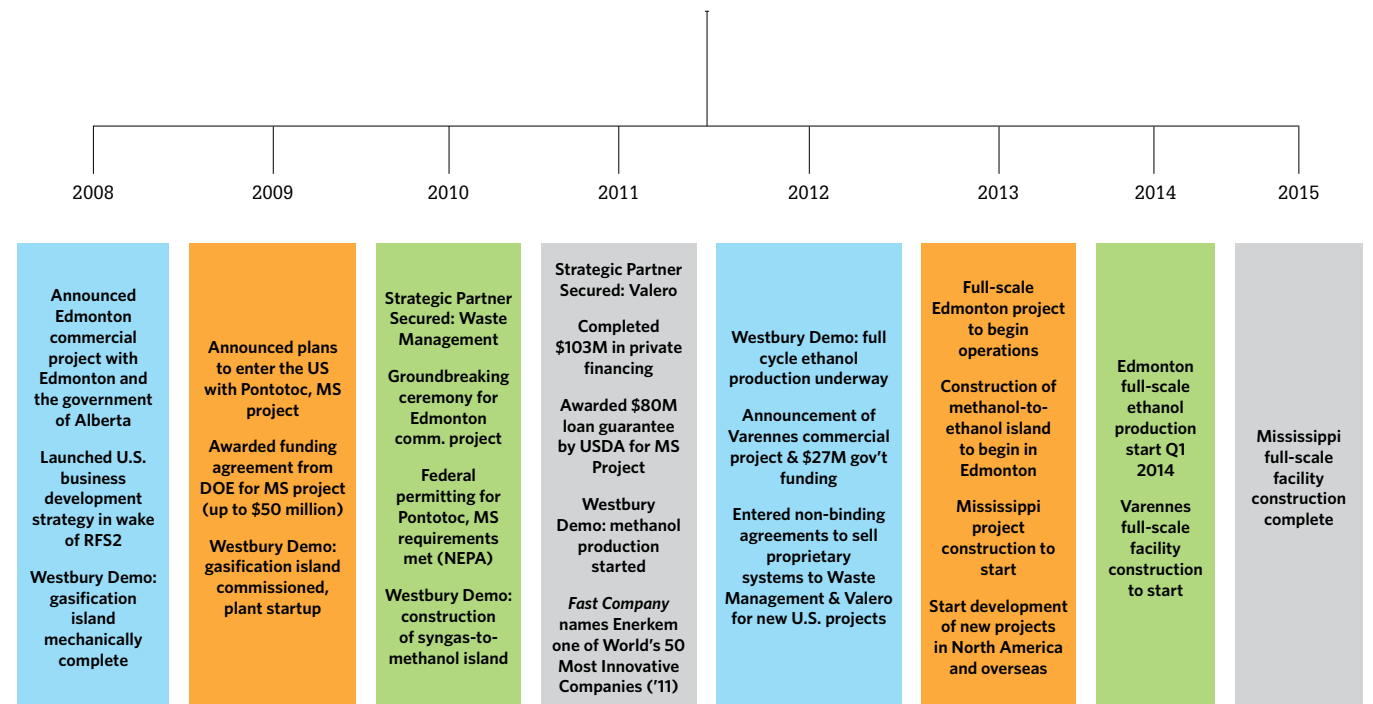 2008
2009
2010
2011
2012
2013
2014
2015
Announced
Edmonton
commercial
project with
Edmonton and
the government
of Alberta
Launched U.S.
business
development
strategy in wake
of RFS2
Westbury Demo:
gasification
island
mechanically
complete
Announced plans
to enter the US
with Pontotoc, MS
project
Awarded funding
agreement from
DOE for MS project
(up to $50 million)
Westbury Demo:
gasification island
commissioned,
plant startup
Strategic Partner
Secured: Waste
Management
Groundbreaking
ceremony for
Edmonton
comm. project
Federal
permitting for
Pontotoc, MS
requirements
met (NEPA)
Westbury Demo:
construction
of syngas-to-
methanol island
Strategic Partner
Secured: Valero
Completed
$103M in private
financing
Awarded $80M
loan guarantee
by USDA for MS
Project
Westbury
Demo: methanol
production
started
Fast Company
names Enerkem
one of World's 50
Most Innovative
Companies ('11)
Westbury Demo: full
cycle ethanol
production underway
Announcement of
Varennes commercial
project & $27M gov't
funding
Entered non-binding
agreements to sell
proprietary
systems to Waste
Management & Valero
for new U.S. projects
Full-scale
Edmonton project
to begin
operations
Construction of
methanol-to-
ethanol island
to begin in
Edmonton
Mississippi
project
construction to
start
Start development
of new projects
in North America
and overseas
Edmonton
full-scale
ethanol
production
start Q1
2014
Varennes
full-scale
facility
construction
to start
Mississippi
full-scale
facility
construction
complete